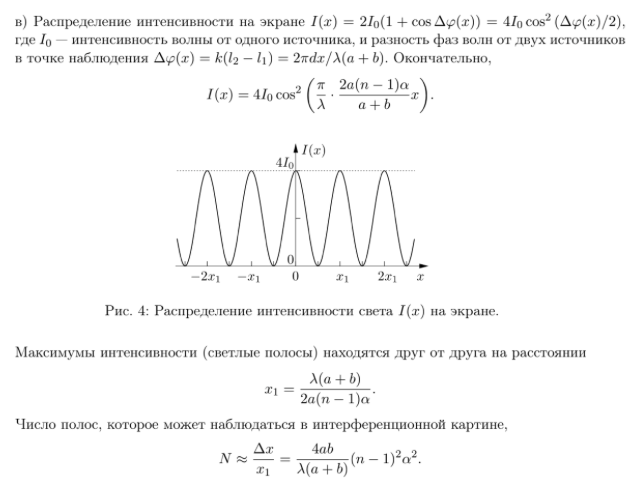 в) Распределение интенсивности на экране I(x) = 2I₀(1 + cos Δφ(x)) = 4I₀ cos² (Δφ(x)/2),
где I₀ — интенсивность волны от одного источника, и разность фаз волн от двух источников
в точке наблюдения Δφ(x) = k(l₂ − l₁) = 2πdx/λ(a + b). Окончательно,
I(x) = 4I₀ cos² (π/λ · 2a(n − 1)α/(a + b) x).
I(x)
4I₀
0
−2x₁ −x₁ 0 x₁ 2x₁ x
Рис. 4: Распределение интенсивности света I(x) на экране.
Максимумы интенсивности (светлые полосы) находятся друг от друга на расстоянии
x₁ = λ(a + b)/2a(n − 1)α.
Число полос, которое может наблюдаться в интерференционной картине,
N ≈ Δx/x₁ = 4ab/λ(a + b) (n − 1)²α².